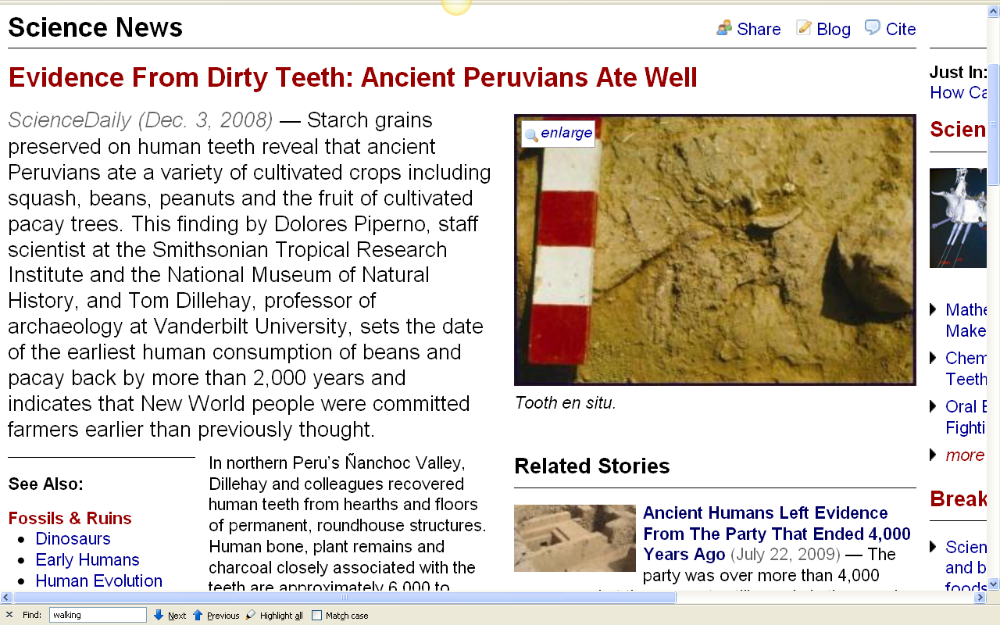 Science News
Share Blog Cite
Evidence From Dirty Teeth: Ancient Peruvians Ate Well
ScienceDaily (Dec. 3, 2008) — Starch grains
preserved on human teeth reveal that ancient
Peruvians ate a variety of cultivated crops including
squash, beans, peanuts and the fruit of cultivated
pacay trees. This finding by Dolores Piperno, staff
scientist at the Smithsonian Tropical Research
Institute and the National Museum of Natural
History, and Tom Dillehay, professor of
archaeology at Vanderbilt University, sets the date
of the earliest human consumption of beans and
pacay back by more than 2,000 years and
indicates that New World people were committed
farmers earlier than previously thought.
See Also:
Fossils & Ruins
Dinosaurs
Early Humans
Human Evolution
In northern Peru's Ñanchoc Valley,
Dillehay and colleagues recovered
human teeth from hearths and floors
of permanent, roundhouse structures.
Human bone, plant remains and
charcoal closely associated with the
teeth are approximately 6,000 to
enlarge
Tooth en situ.
Related Stories
Ancient Humans Left Evidence
From The Party That Ended 4,000
Years Ago (July 22, 2009) — The
party was over more than 4,000
Just In:
How Ca
Scien
Mathe
Make
Chem
Teeth
Oral
Fighti
more
Break
Scien
and b
foods
Find: walking Next Previous Highlight all Match case